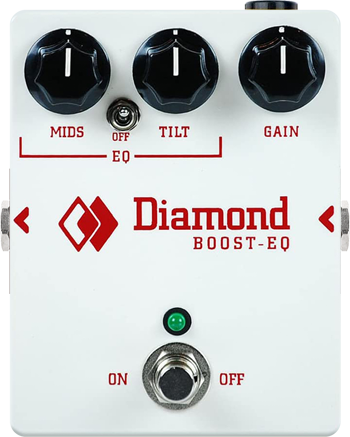 MIDS
OFF
TILT
GAIN
EQ
Diamond
BOOST-EQ
ON
OFF